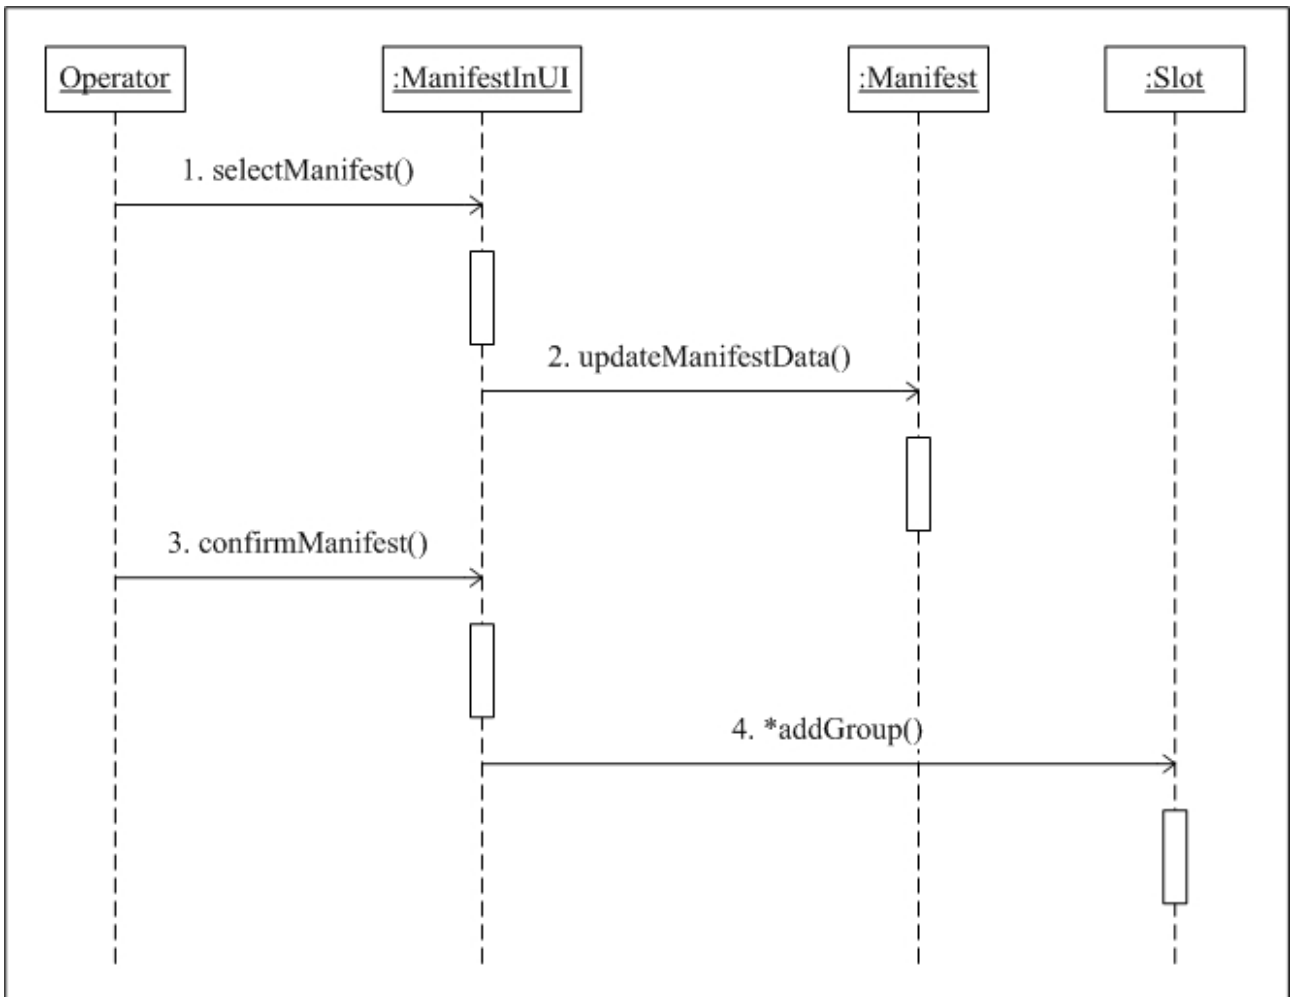 Operator
:ManifestInUI
:Manifest
:Slot
1. selectManifest()
2. updateManifestData()
3. confirmManifest()
4. *addGroup()